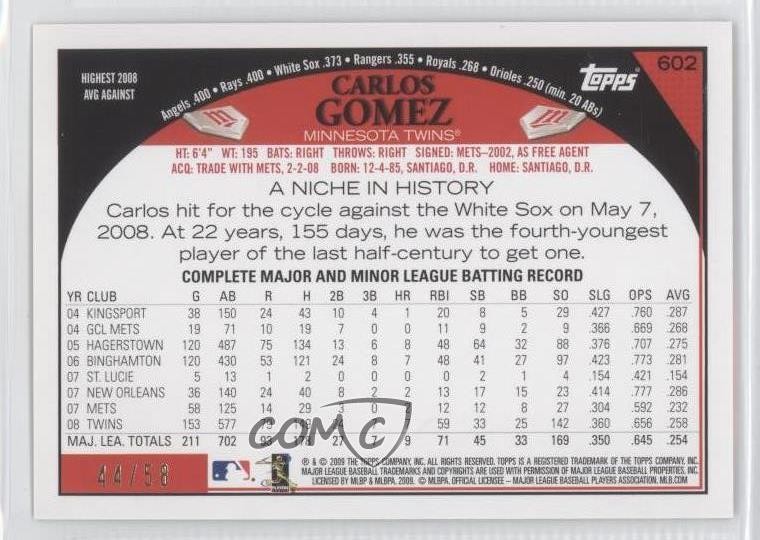 HIGHEST 2008
AVG AGAINST
Angels .400 • Rays .400 • White Sox .373 • Rangers .355 • Royals .268 • Orioles .250 (min. 20 ABs)
Topps
602
CARLOS
GOMEZ
MINNESOTA TWINS®
HT: 6'4" WT: 195 BATS: RIGHT THROWS: RIGHT SIGNED: METS–2002, AS FREE AGENT
ACQ: TRADE WITH METS, 2-2-08 BORN: 12-4-85, SANTIAGO, D.R. HOME: SANTIAGO, D.R.
A NICHE IN HISTORY
Carlos hit for the cycle against the White Sox on May 7,
2008. At 22 years, 155 days, he was the fourth-youngest
player of the last half-century to get one.
COMPLETE MAJOR AND MINOR LEAGUE BATTING RECORD
YR CLUB G AB R H 2B 3B HR RBI SB BB SO SLG OPS AVG
04 KINGSPORT 38 150 24 43 10 4 1 20 8 5 29 .427 .760 .287
04 GCL METS 19 71 10 19 7 0 0 11 9 2 9 .366 .669 .268
05 HAGERSTOWN 120 487 75 134 13 6 8 48 64 32 88 .376 .707 .275
06 BINGHAMTON 120 430 53 121 24 8 7 48 41 27 97 .423 .773 .281
07 ST. LUCIE 5 13 1 2 0 0 0 2 1 4 .154 .421 .154
07 NEW ORLEANS 36 140 24 40 8 2 2 13 17 15 23 .414 .777 .286
07 METS 58 125 14 29 3 0 12 12 8 27 .304 .592 .232
08 TWINS 153 577 59 33 25 142 .360 .656 .258
MAJ. LEA. TOTALS 211 702 93 178 27 7 9 71 45 33 169 .350 .645 .254
COMC
44/58
® & © 2009 THE TOPPS COMPANY, INC. ALL RIGHTS RESERVED. TOPPS IS A REGISTERED TRADEMARK OF THE TOPPS COMPANY, INC.
MAJOR LEAGUE BASEBALL TRADEMARKS AND COPYRIGHTS ARE USED WITH PERMISSION OF MAJOR LEAGUE BASEBALL PROPERTIES, INC.
LICENSED BY MLBP & MLBPA, 2009. © MLBPA. OFFICIAL LICENSEE – MAJOR LEAGUE BASEBALL PLAYERS ASSOCIATION. MLB.COM